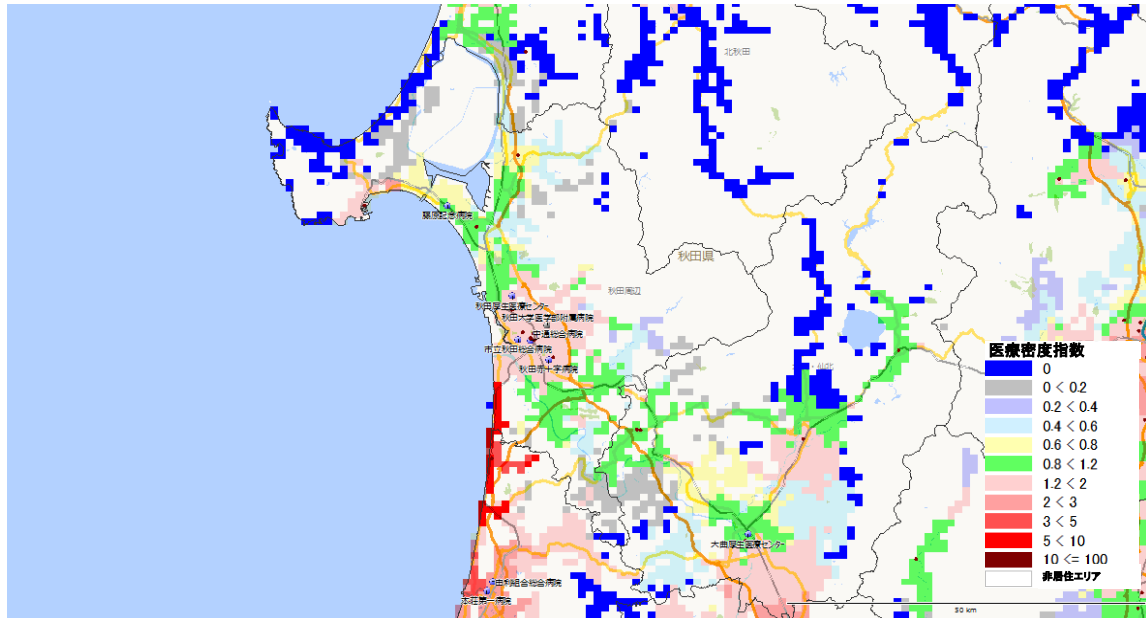 北秋田
藤原記念病院
秋田県
秋田周辺
秋田厚生医療センター
秋田大学医学部附属病院
中通総合病院
市立秋田総合病院
秋田赤十字病院
大曲厚生医療センター
由利組合総合病院
本荘第一病院
医療密度指数
0
0 < 0.2
0.2 < 0.4
0.4 < 0.6
0.6 < 0.8
0.8 < 1.2
1.2 < 2
2 < 3
3 < 5
5 < 10
10 <= 100
非居住エリア
50 km